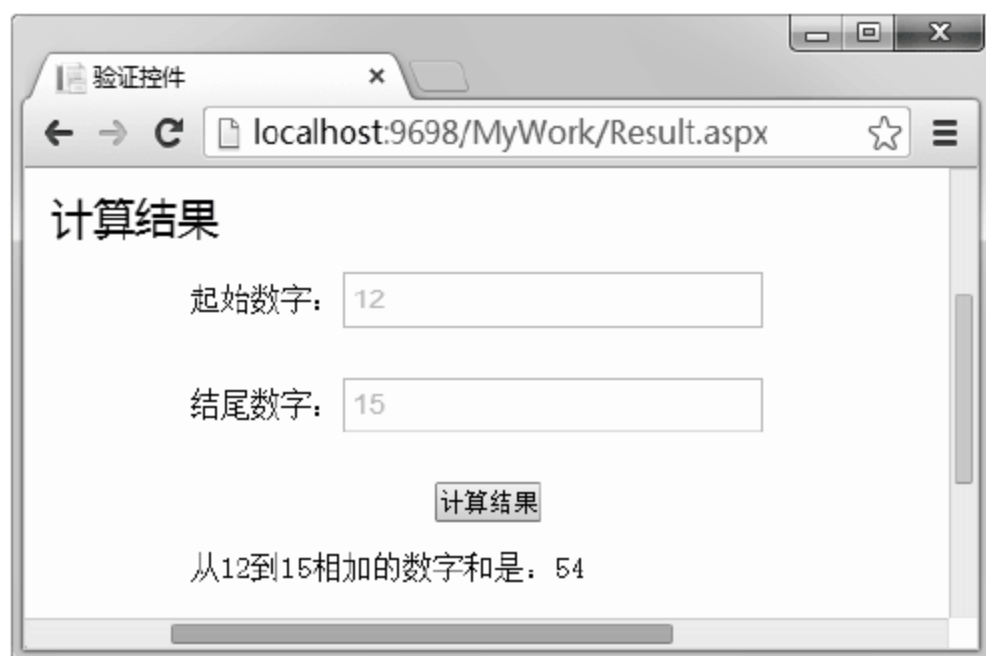 验证控件
localhost:9698/MyWork/Result.aspx
计算结果
起始数字： 12
结尾数字： 15
计算结果
从12到15相加的数字和是：54